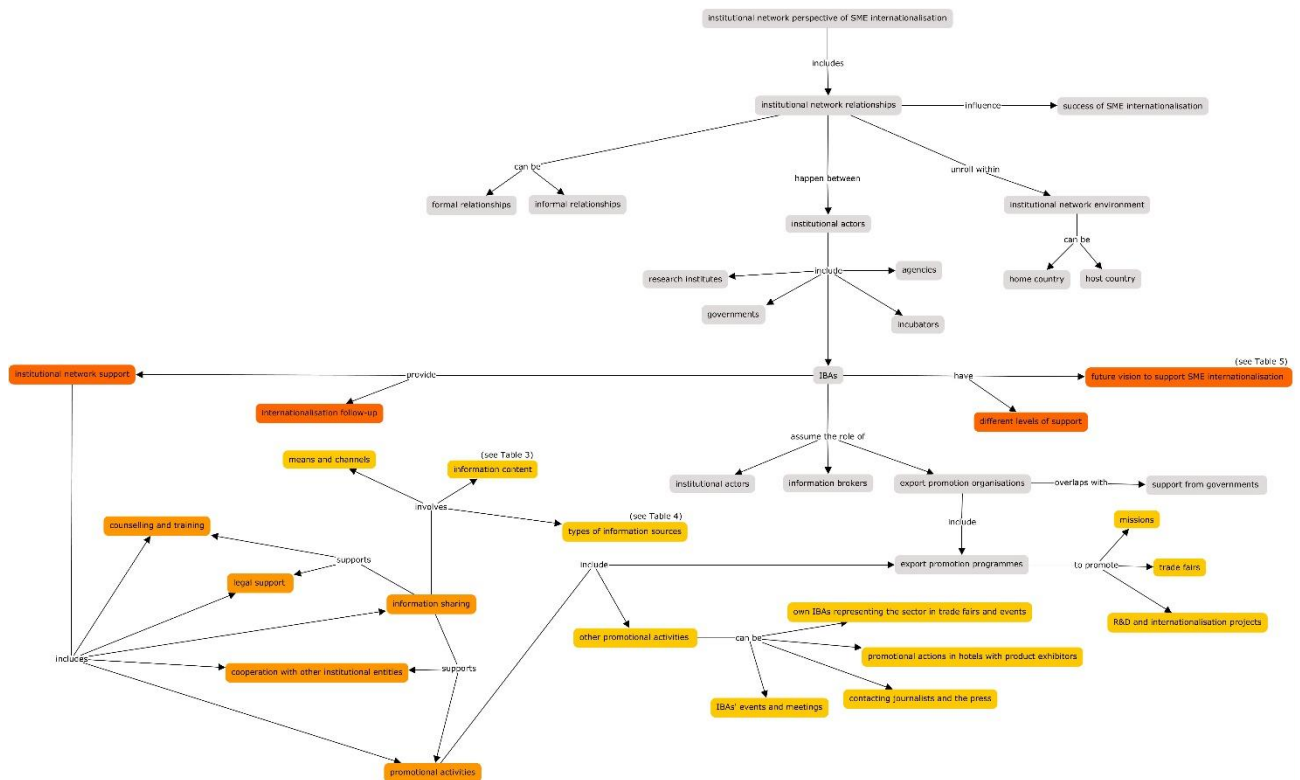 institutional network perspective of SME internationalisation
includes
institutional network relationships
influence
success of SME internationalisation
can be
happen between
unroll within
formal relationships
informal relationships
institutional actors
institutional network environment
can be
research institutes
include
agencies
home country
host country
governments
incubators
(see Table 5)
institutional network support
provide
IBAs
have
future vision to support SME internationalisation
internationalisation follow-up
different levels of support
assume the role of
(see Table 3)
means and channels
information content
institutional actors
information brokers
export promotion organisations
overlaps with
support from governments
involves
(see Table 4)
types of information sources
include
missions
counselling and training
supports
include
export promotion programmes
to promote
trade fairs
legal support
information sharing
own IBAs representing the sector in trade fairs and events
R&D and internationalisation projects
other promotional activities
can be
includes
cooperation with other institutional entities
supports
promotional actions in hotels with product exhibitors
contacting journalists and the press
IBAs' events and meetings
promotional activities